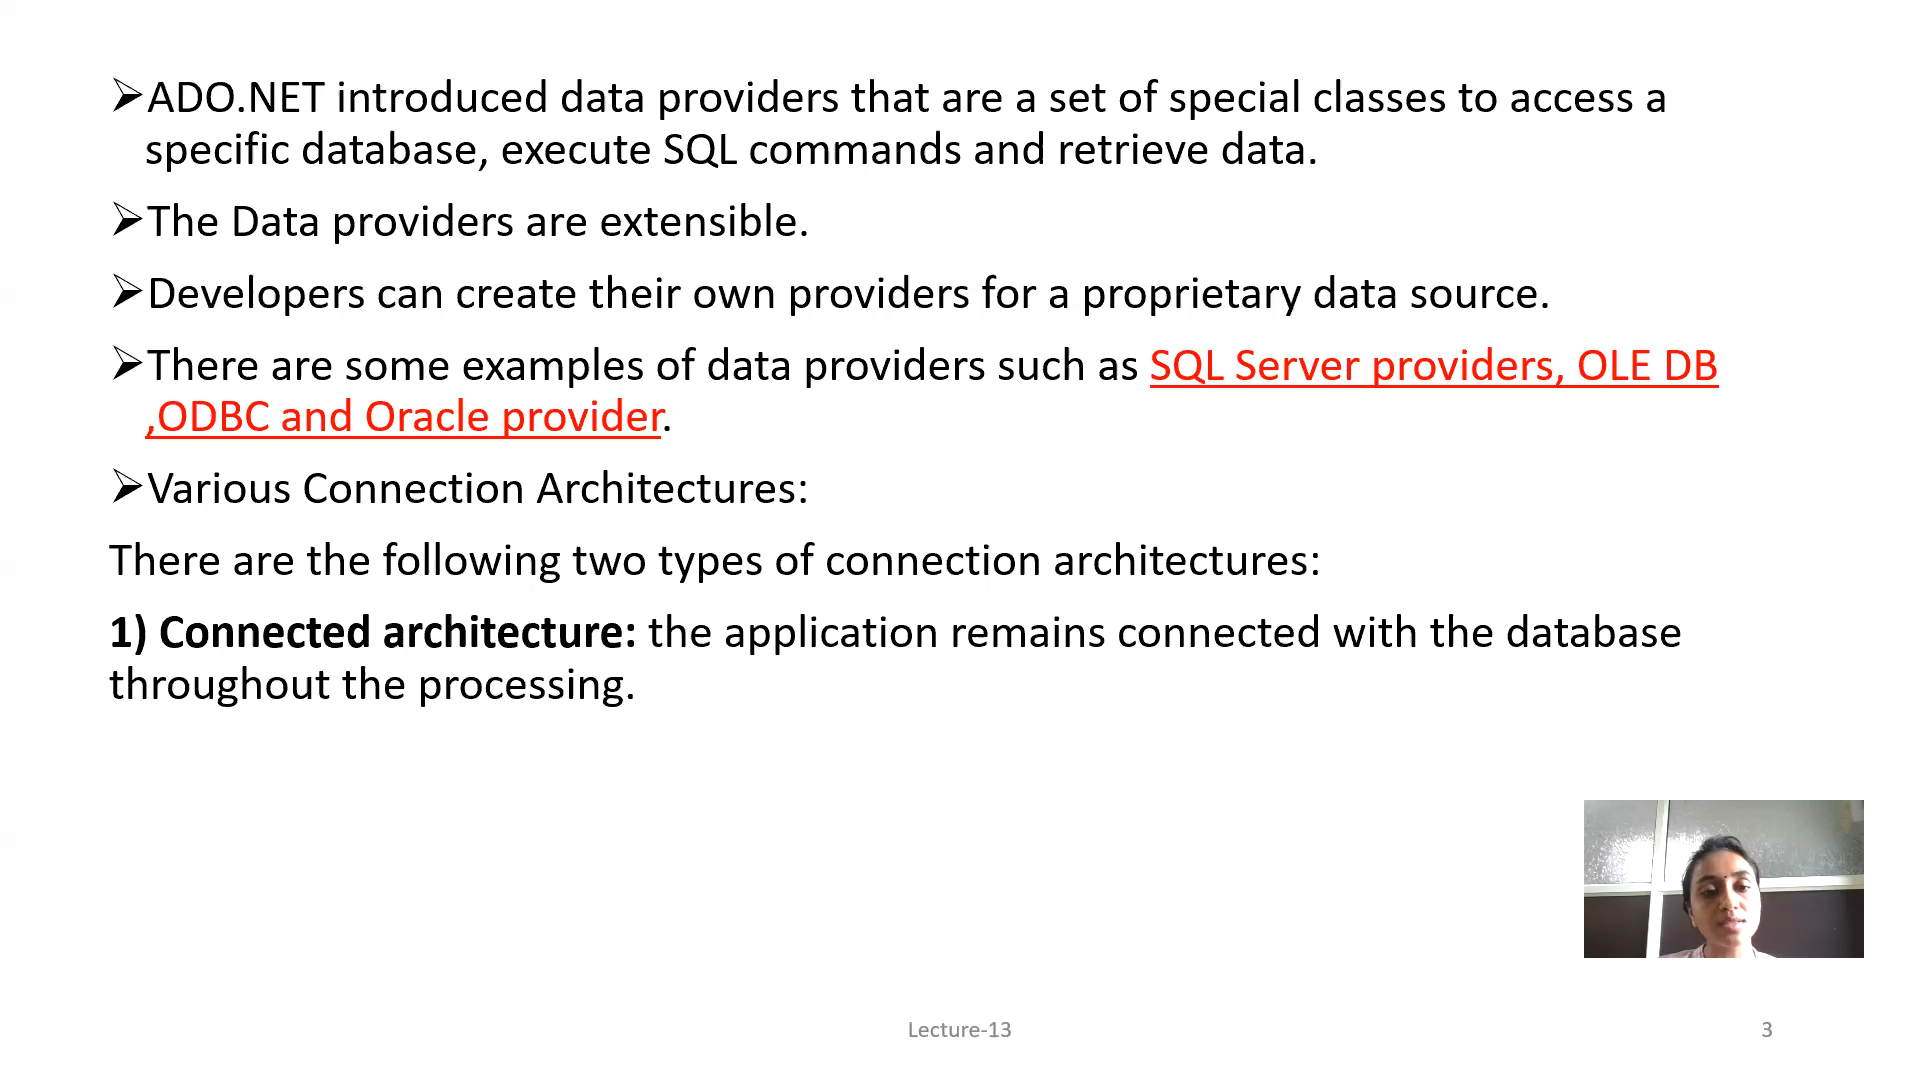 ➢ADO.NET introduced data providers that are a set of special classes to access a
specific database, execute SQL commands and retrieve data.
➢The Data providers are extensible.
➢Developers can create their own providers for a proprietary data source.
➢There are some examples of data providers such as SQL Server providers, OLE DB
,ODBC and Oracle provider.
➢Various Connection Architectures:
There are the following two types of connection architectures:
1) Connected architecture: the application remains connected with the database
throughout the processing.
Lecture-13
3